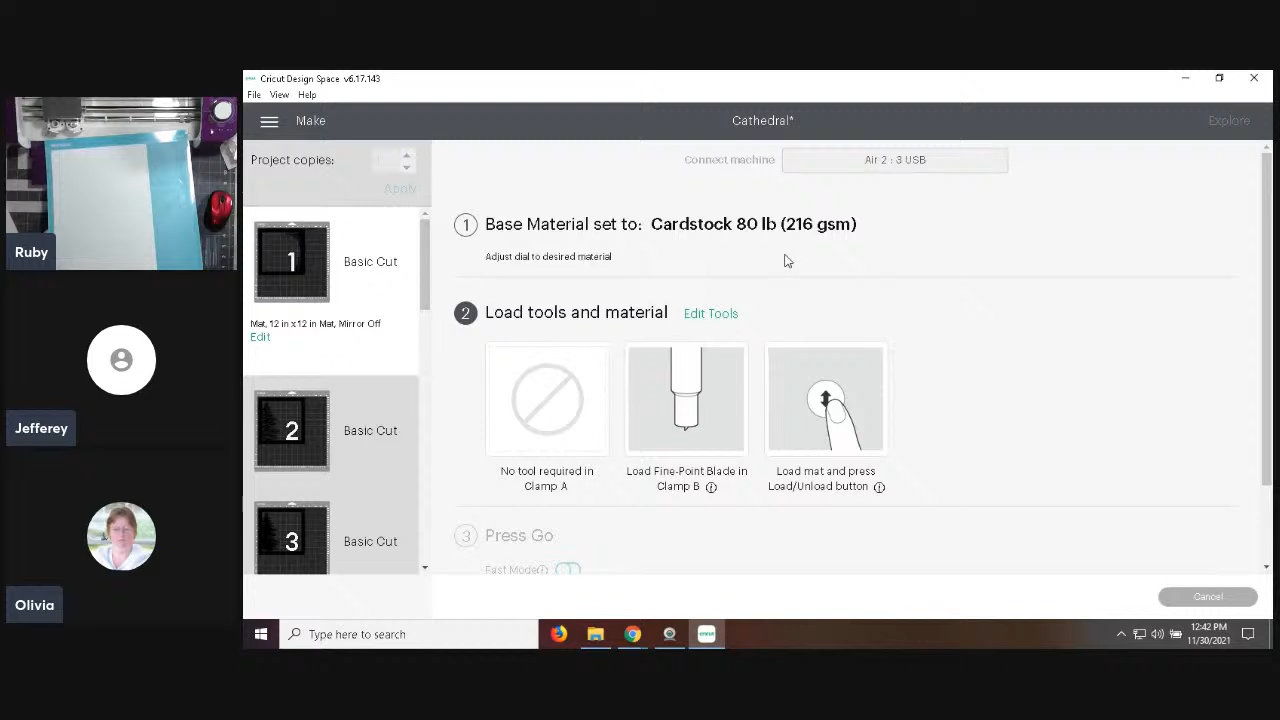 Cricut Design Space v6.17.143
File View Help
Make
Cathedral*
Explore
Project copies:
Apply
Connect machine
Air 2 : 3 USB
1
Basic Cut
Mat, 12 in x 12 in Mat, Mirror Off
Edit
2
Basic Cut
3
Basic Cut
1 Base Material set to: Cardstock 80 lb (216 gsm)
Adjust dial to desired material
2 Load tools and material Edit Tools
No tool required in
Clamp A
Load Fine-Point Blade in
Clamp B
Load mat and press
Load/Unload button
3 Press Go
Fast Mode
Cancel
Ruby
Jefferey
Olivia
Type here to search
cricut
12:42 PM
11/30/2021